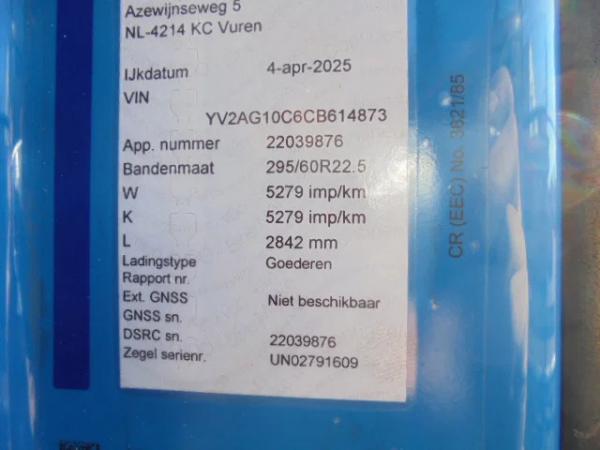 Azewijnseweg 5
NL-4214 KC Vuren
IJkdatum 4-apr-2025
VIN
YV2AG10C6CB614873
App. nummer 22039876
Bandenmaat 295/60R22.5
W 5279 imp/km
K 5279 imp/km
L 2842 mm
Ladingstype Goederen
Rapport nr.
Ext. GNSS Niet beschikbaar
GNSS sn.
DSRC sn. 22039876
Zegel serienr. UN02791609
CR (EEC) No. 3821/85